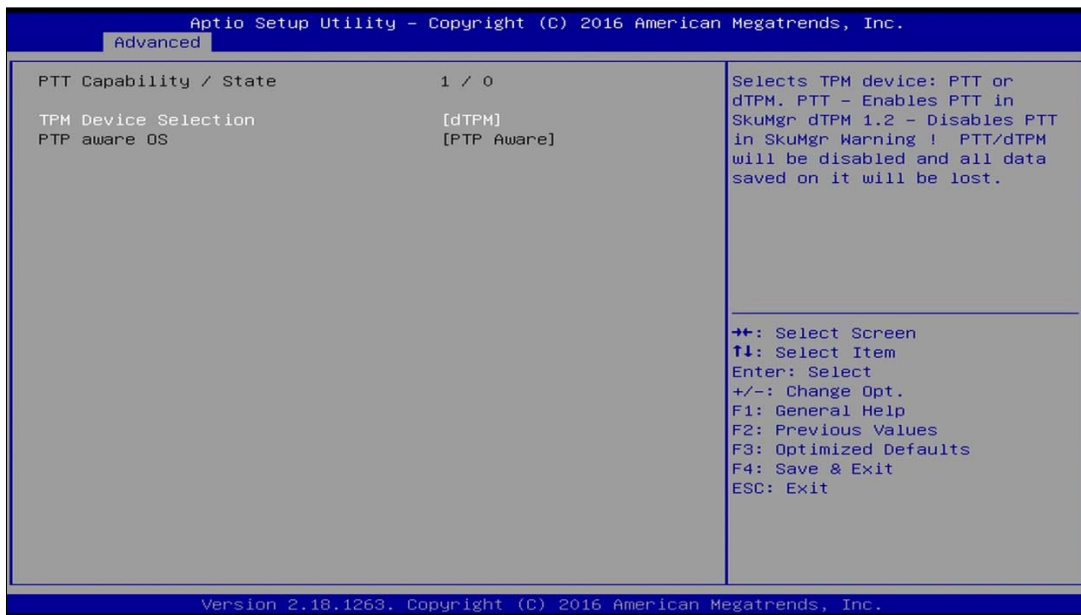 Aptio Setup Utility – Copyright (C) 2016 American Megatrends, Inc.
Advanced
PTT Capability / State 1 / 0
TPM Device Selection [dTPM]
PTP aware OS [PTP Aware]
Selects TPM device: PTT or
dTPM. PTT – Enables PTT in
SkuMgr dTPM 1.2 – Disables PTT
in SkuMgr Warning ! PTT/dTPM
will be disabled and all data
saved on it will be lost.
→←: Select Screen
↑↓: Select Item
Enter: Select
+/-: Change Opt.
F1: General Help
F2: Previous Values
F3: Optimized Defaults
F4: Save & Exit
ESC: Exit
Version 2.18.1263. Copyright (C) 2016 American Megatrends, Inc.